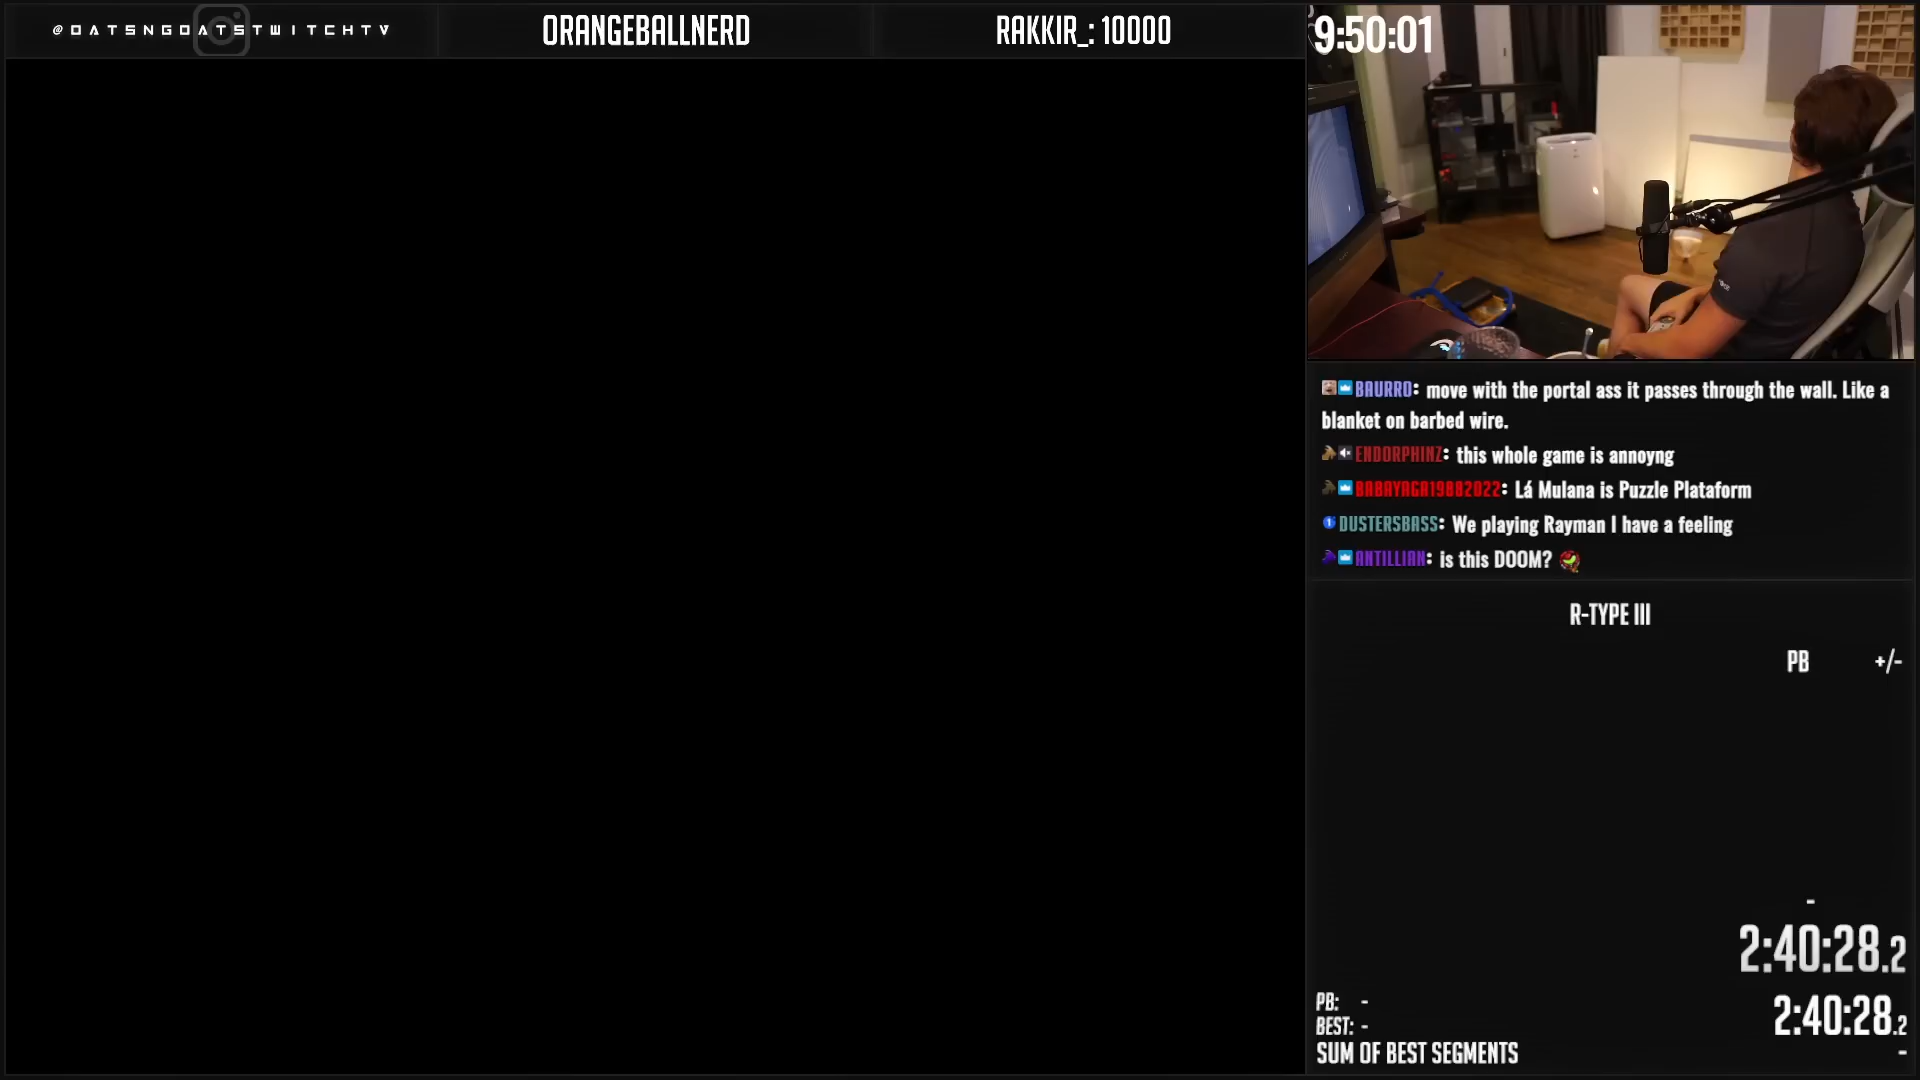 @OATSNGOATSTWITCHTV
ORANGEBALLNERD
RAKKIR_: 10000
9:50:01
BAURRO: move with the portal ass it passes through the wall. Like a
blanket on barbed wire.
ENDORPHINZ: this whole game is annoyng
BABAYAGA19882022: Lá Mulana is Puzzle Plataform
DUSTERSBASS: We playing Rayman I have a feeling
ANTILLIAN: is this DOOM?
R-TYPE III
PB +/-
-
2:40:28.2
PB: -
2:40:28.2
BEST: -
SUM OF BEST SEGMENTS -